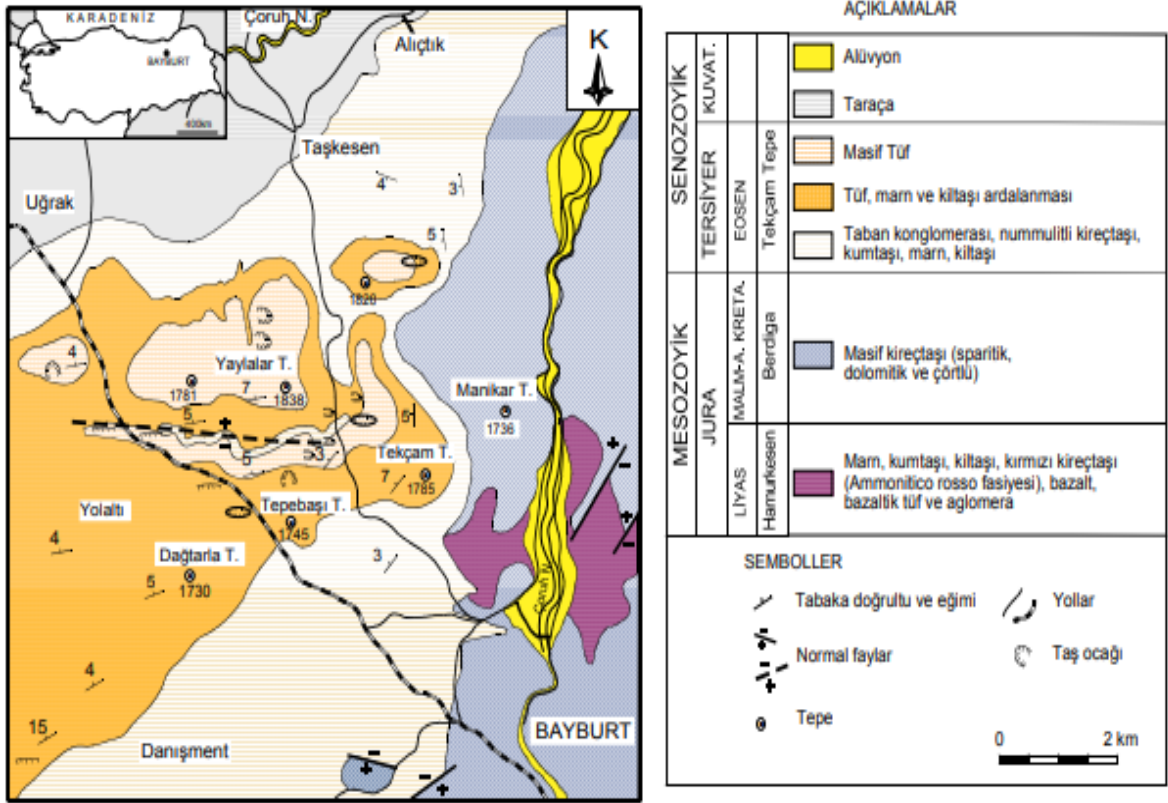 KARADENİZ
BAYBURT
400km
Çoruh N.
Alıçtık
K
Taşkesen
Uğrak
4
3
5
1820
4
Yaylalar T.
1781
7
1838
Manikar T.
1736
5
+
-
6
5
3
Tekçam T.
7
1785
Yolaltı
Tepebaşı T.
1745
4
Dağtarla T.
5
1730
3
Çoruh N.
+
-
+
-
4
15
Danışment
BAYBURT
-
+
-
+
AÇIKLAMALAR
SENOZOYİK
KUVAT.
Alüvyon
Taraça
TERSİYER
EOSEN
Tekçam Tepe
Masif Tüf
Tüf, marn ve kiltaşı ardalanması
Taban konglomerası, nummulitli kireçtaşı,
kumtaşı, marn, kiltaşı
MESOZOYİK
JURA
MALM-A. KRETA.
Berdiga
Masif kireçtaşı (sparitik,
dolomitik ve çörtlü)
LİYAS
Hamurkesen
Marn, kumtaşı, kiltaşı, kırmızı kireçtaşı
(Ammonitico rosso fasiyesi), bazalt,
bazaltik tüf ve aglomera
SEMBOLLER
Tabaka doğrultu ve eğimi
Yollar
- +
Normal faylar
Taş ocağı
- +
Tepe
0 2 km